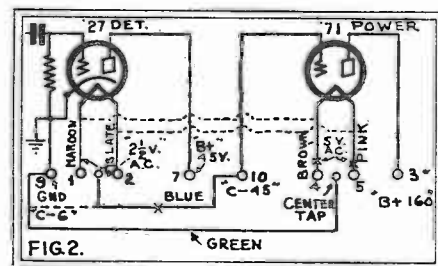 27 DET.
71 POWER
MAROON
SLATE
2½V. A.C.
B+
45V.
BROWN
5V. A.C.
PINK
9
1
2
7
10
4
5
3
GND
"C-6"
BLUE
"C-45"
CENTER
TAP
"B+160"
FIG.2.
GREEN